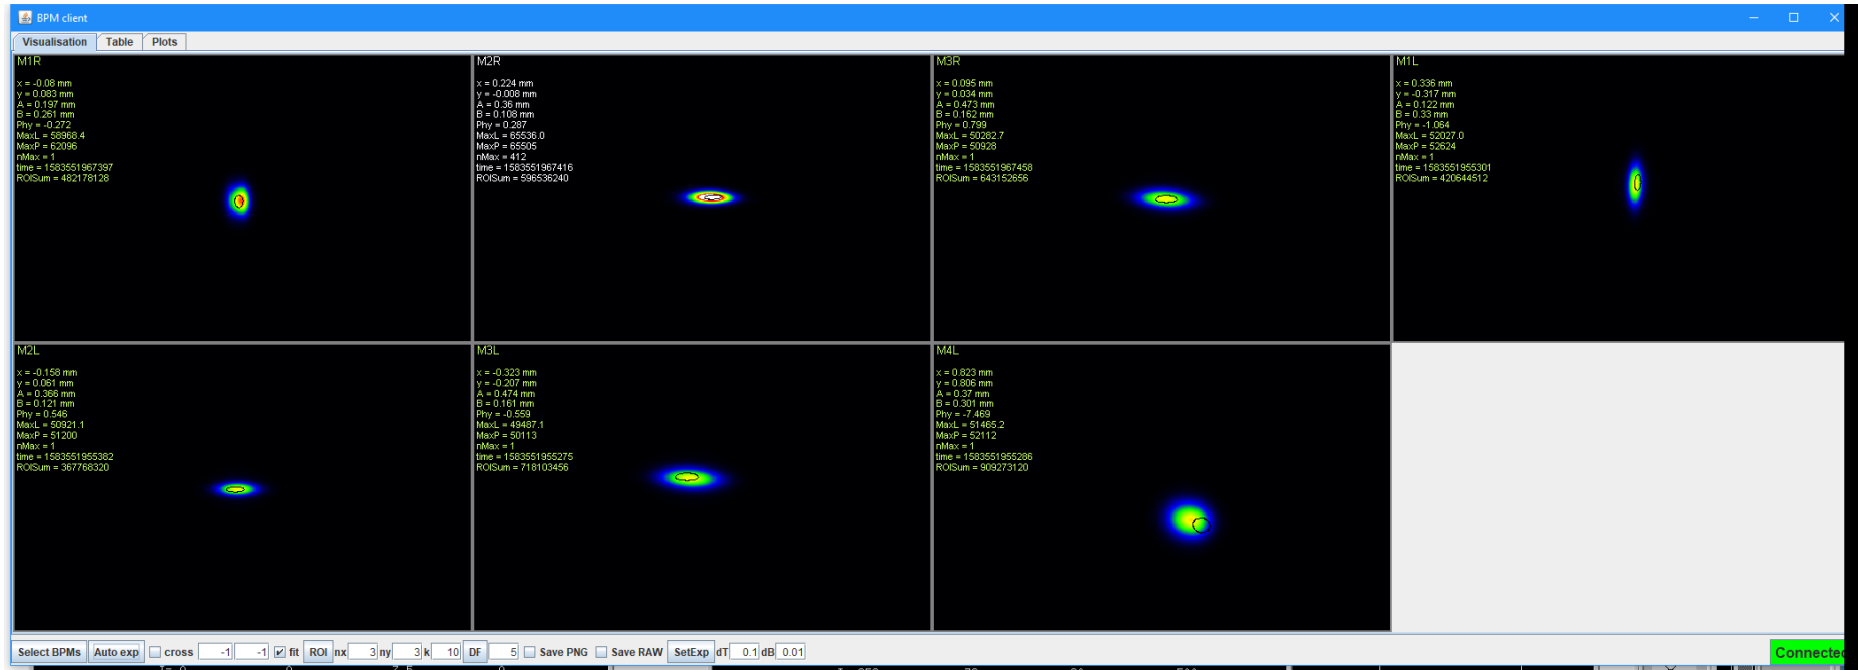 BPM client
Visualisation Table Plots
M1R
x = -0.08 mm
y = 0.083 mm
A = 0.197 mm
B = 0.261 mm
Phy = -0.272
MaxL = 58968.4
MaxP = 62096
nMax = 1
time = 1583551967397
ROISum = 482178128
M2R
x = 0.224 mm
y = -0.008 mm
A = 0.36 mm
B = 0.108 mm
Phy = 0.287
MaxL = 65536.0
MaxP = 65505
nMax = 412
time = 1583551967416
ROISum = 596536240
M3R
x = 0.095 mm
y = 0.034 mm
A = 0.473 mm
B = 0.162 mm
Phy = 0.799
MaxL = 50282.7
MaxP = 50928
nMax = 1
time = 1583551967458
ROISum = 643152656
M1L
x = 0.336 mm
y = -0.317 mm
A = 0.122 mm
B = 0.33 mm
Phy = -1.064
MaxL = 52027.0
MaxP = 52624
nMax = 1
time = 1583551955301
ROISum = 420644512
M2L
x = -0.158 mm
y = 0.061 mm
A = 0.366 mm
B = 0.121 mm
Phy = 0.546
MaxL = 50921.1
MaxP = 51200
nMax = 1
time = 1583551955382
ROISum = 367768320
M3L
x = -0.323 mm
y = -0.207 mm
A = 0.474 mm
B = 0.161 mm
Phy = -0.559
MaxL = 49487.1
MaxP = 50113
nMax = 1
time = 1583551955275
ROISum = 718103456
M4L
x = 0.823 mm
y = 0.806 mm
A = 0.37 mm
B = 0.301 mm
Phy = -7.469
MaxL = 51465.2
MaxP = 52112
nMax = 1
time = 1583551955286
ROISum = 909273120
Select BPMs Auto exp cross -1 -1 fit ROI nx 3 ny 3 k 10 DF 5 Save PNG Save RAW SetExp dT 0.1 dB 0.01 Connected